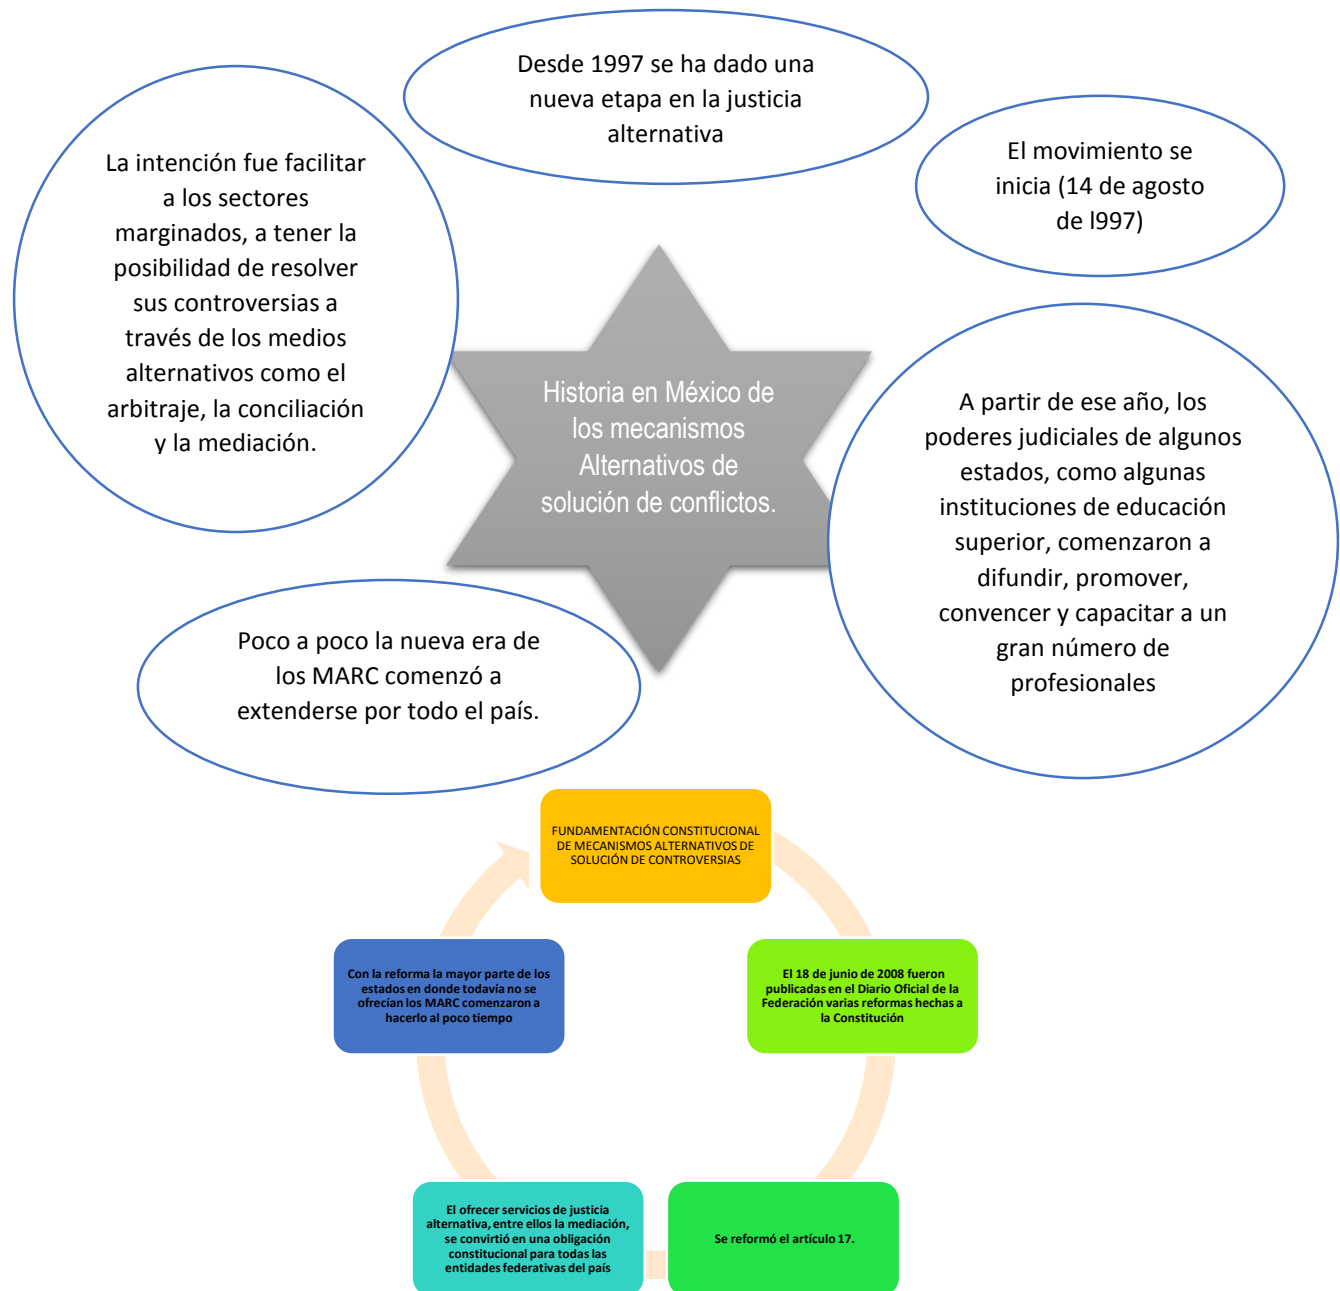 Desde 1997 se ha dado una
nueva etapa en la justicia
alternativa
El movimiento se
inicia (14 de agosto
de l997)
La intención fue facilitar
a los sectores
marginados, a tener la
posibilidad de resolver
sus controversias a
través de los medios
alternativos como el
arbitraje, la conciliación
y la mediación.
Historia en México de
los mecanismos
Alternativos de
solución de conflictos.
A partir de ese año, los
poderes judiciales de algunos
estados, como algunas
instituciones de educación
superior, comenzaron a
difundir, promover,
convencer y capacitar a un
gran número de
profesionales
Poco a poco la nueva era de
los MARC comenzó a
extenderse por todo el país.
FUNDAMENTACIÓN CONSTITUCIONAL
DE MECANISMOS ALTERNATIVOS DE
SOLUCIÓN DE CONTROVERSIAS
El 18 de junio de 2008 fueron
publicadas en el Diario Oficial de la
Federación varias reformas hechas a
la Constitución
Se reformó el artículo 17.
El ofrecer servicios de justicia
alternativa, entre ellos la mediación,
se convirtió en una obligación
constitucional para todas las
entidades federativas del país
Con la reforma la mayor parte de los
estados en donde todavía no se
ofrecían los MARC comenzaron a
hacerlo al poco tiempo